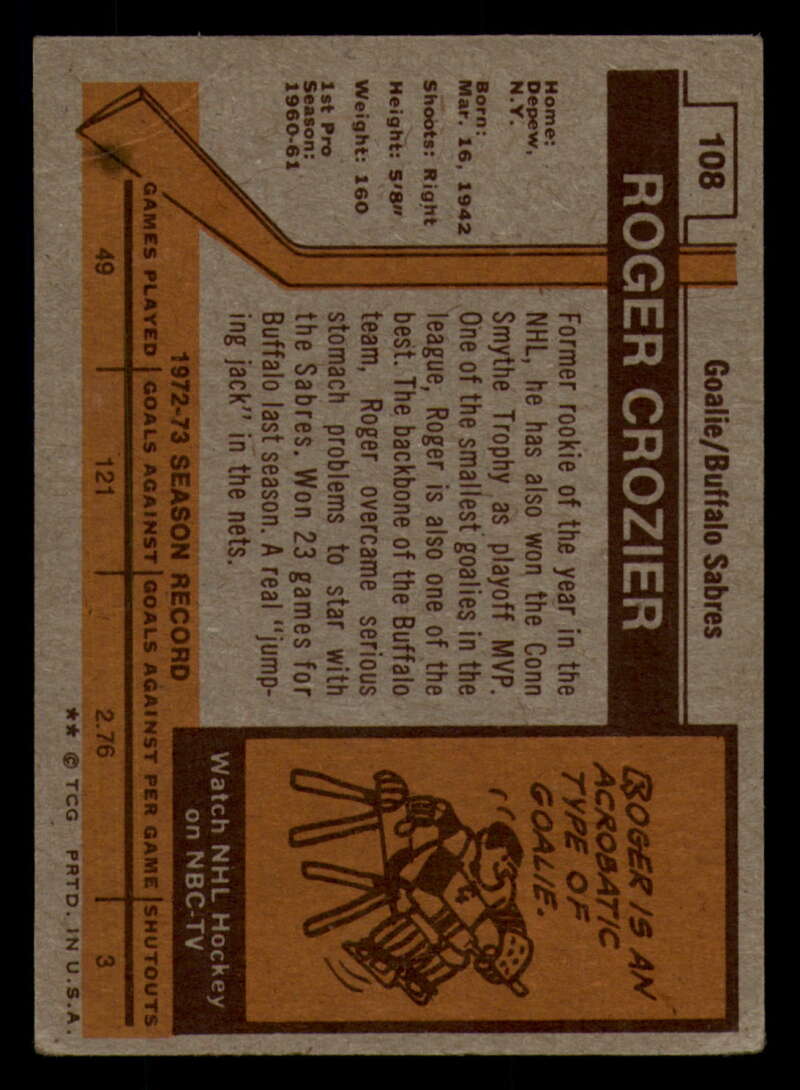 108
Goalie/Buffalo Sabres
ROGER CROZIER
Home:
Depew,
N.Y.
Born:
Mar. 16, 1942
Shoots: Right
Height: 5'8"
Weight: 160
1st Pro
Season:
1960-61
Former rookie of the year in the
NHL, he has also won the Conn
Smythe Trophy as playoff MVP.
One of the smallest goalies in the
league, Roger is also one of the
best. The backbone of the Buffalo
team, Roger overcame serious
stomach problems to star with
the Sabres. Won 23 games for
Buffalo last season. A real "jump-
ing jack" in the nets.
ROGER IS AN
ACROBATIC
TYPE OF
GOALIE.
4
Watch NHL Hockey
on NBC-TV
1972-73 SEASON RECORD
GAMES PLAYED GOALS AGAINST GOALS AGAINST PER GAME SHUTOUTS
49 121 2.76 3
** © TCG PRTD. IN U.S.A.